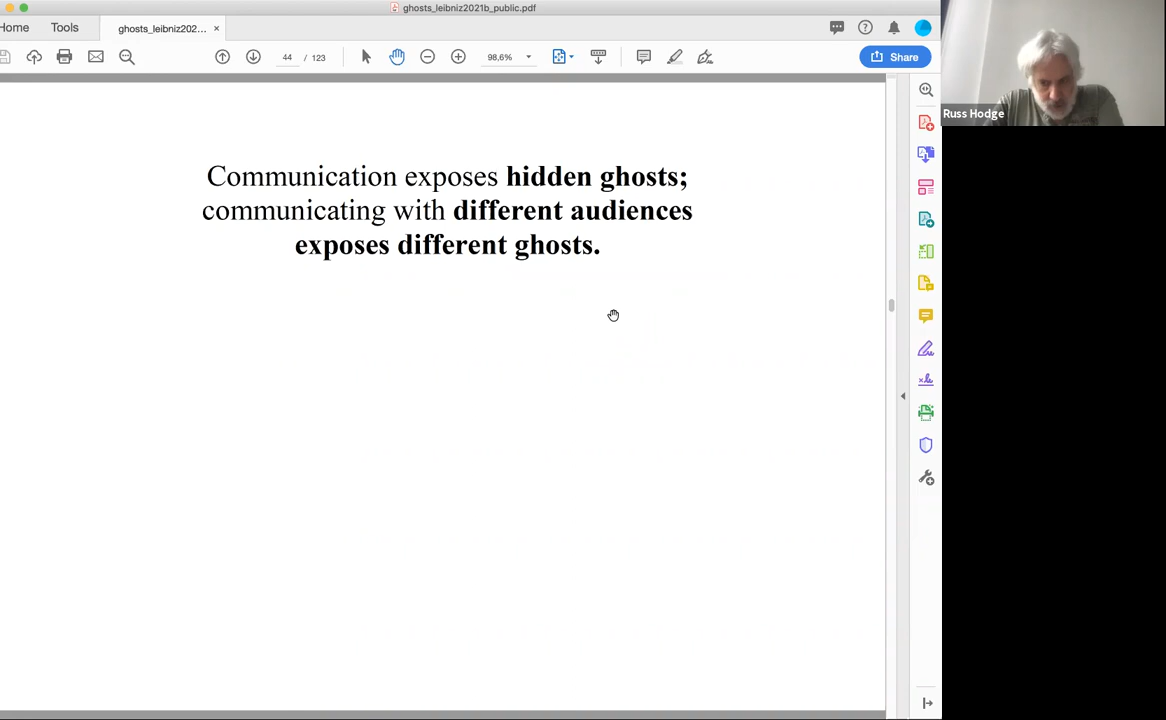 ghosts_leibniz2021b_public.pdf
Home
Tools
ghosts_leibniz202... ×
44 / 123
98,6%
Share
Russ Hodge
Communication exposes hidden ghosts;
communicating with different audiences
exposes different ghosts.